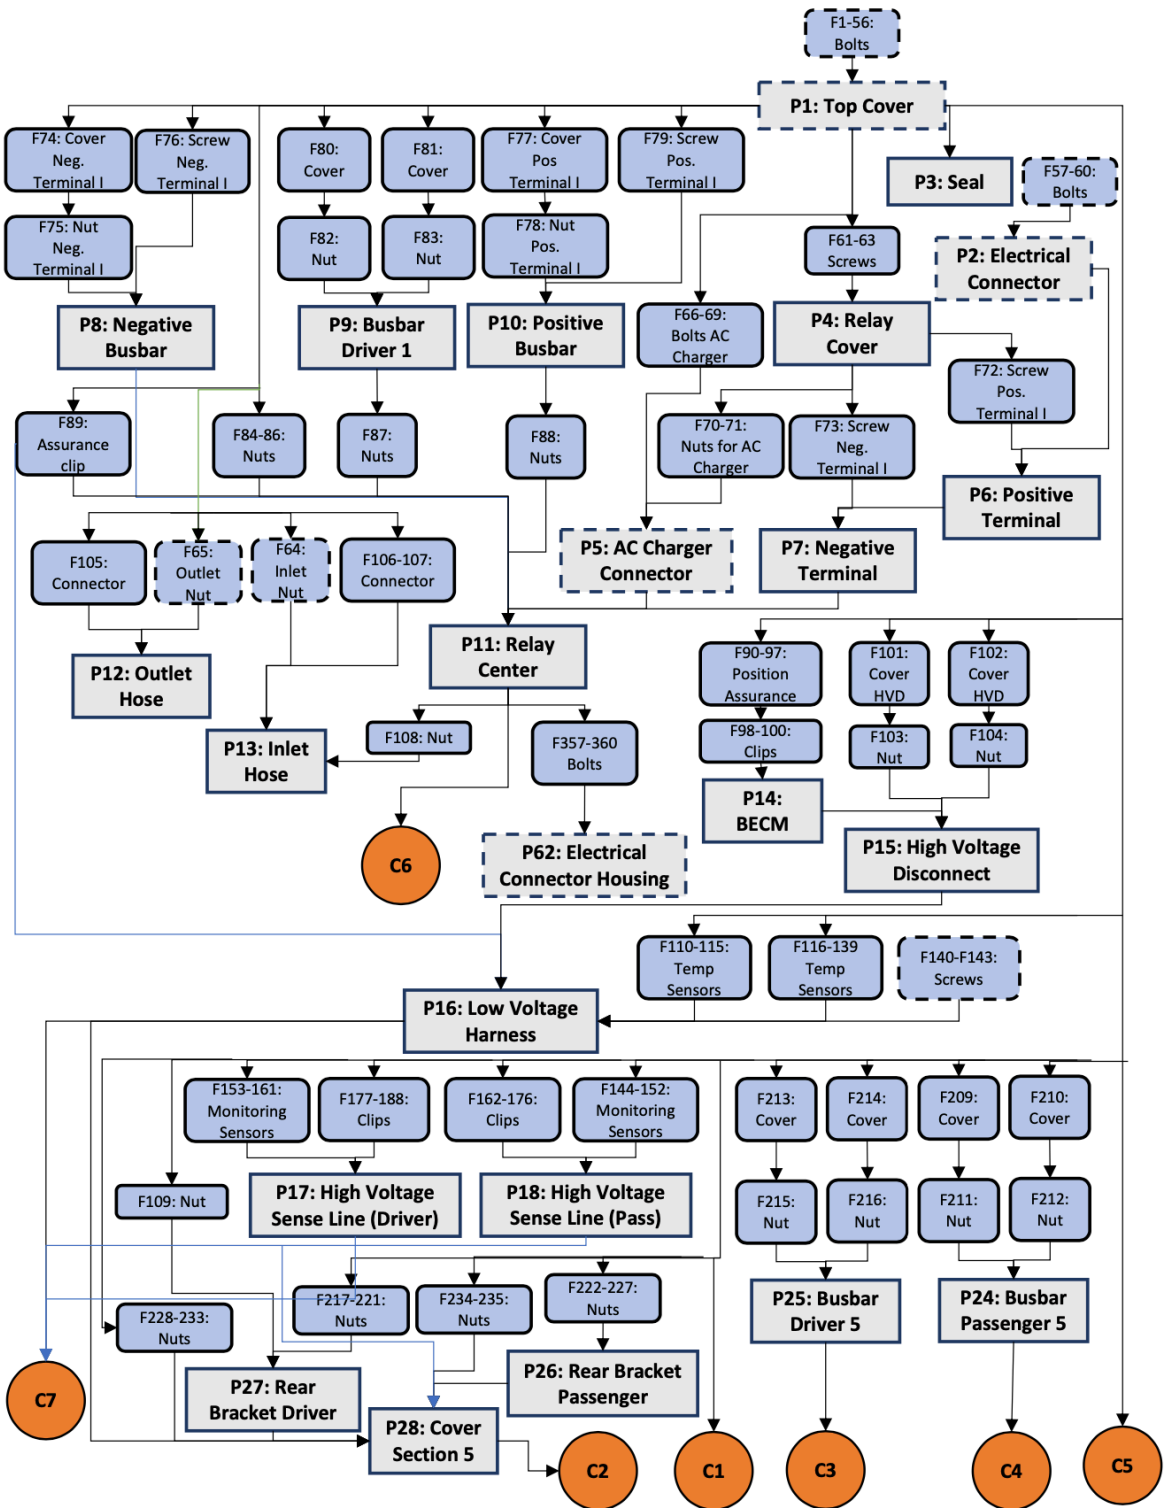 F1-56:
Bolts
P1: Top Cover
F74: Cover
Neg.
Terminal I
F76: Screw
Neg.
Terminal I
F80:
Cover
F81:
Cover
F77: Cover
Pos
Terminal I
F79: Screw
Pos.
Terminal I
P3: Seal
F57-60:
Bolts
F75: Nut
Neg.
Terminal I
F82:
Nut
F83:
Nut
F78: Nut
Pos.
Terminal I
F61-63
Screws
P2: Electrical
Connector
P8: Negative
Busbar
P9: Busbar
Driver 1
P10: Positive
Busbar
F66-69:
Bolts AC
Charger
P4: Relay
Cover
F72: Screw
Pos.
Terminal I
F89:
Assurance
clip
F84-86:
Nuts
F87:
Nuts
F88:
Nuts
F70-71:
Nuts for AC
Charger
F73: Screw
Neg.
Terminal I
P6: Positive
Terminal
F105:
Connector
F65:
Outlet
Nut
F64:
Inlet
Nut
F106-107:
Connector
P5: AC Charger
Connector
P7: Negative
Terminal
P12: Outlet
Hose
P11: Relay
Center
F90-97:
Position
Assurance
F101:
Cover
HVD
F102:
Cover
HVD
P13: Inlet
Hose
F108: Nut
F357-360
Bolts
F98-100:
Clips
F103:
Nut
F104:
Nut
P14:
BECM
C6
P62: Electrical
Connector Housing
P15: High Voltage
Disconnect
F110-115:
Temp
Sensors
F116-139
Temp
Sensors
F140-F143:
Screws
P16: Low Voltage
Harness
F153-161:
Monitoring
Sensors
F177-188:
Clips
F162-176:
Clips
F144-152:
Monitoring
Sensors
F213:
Cover
F214:
Cover
F209:
Cover
F210:
Cover
F109: Nut
P17: High Voltage
Sense Line (Driver)
P18: High Voltage
Sense Line (Pass)
F215:
Nut
F216:
Nut
F211:
Nut
F212:
Nut
F228-233:
Nuts
F217-221:
Nuts
F234-235:
Nuts
F222-227:
Nuts
P25: Busbar
Driver 5
P24: Busbar
Passenger 5
C7
P27: Rear
Bracket Driver
P26: Rear Bracket
Passenger
P28: Cover
Section 5
C2
C1
C3
C4
C5